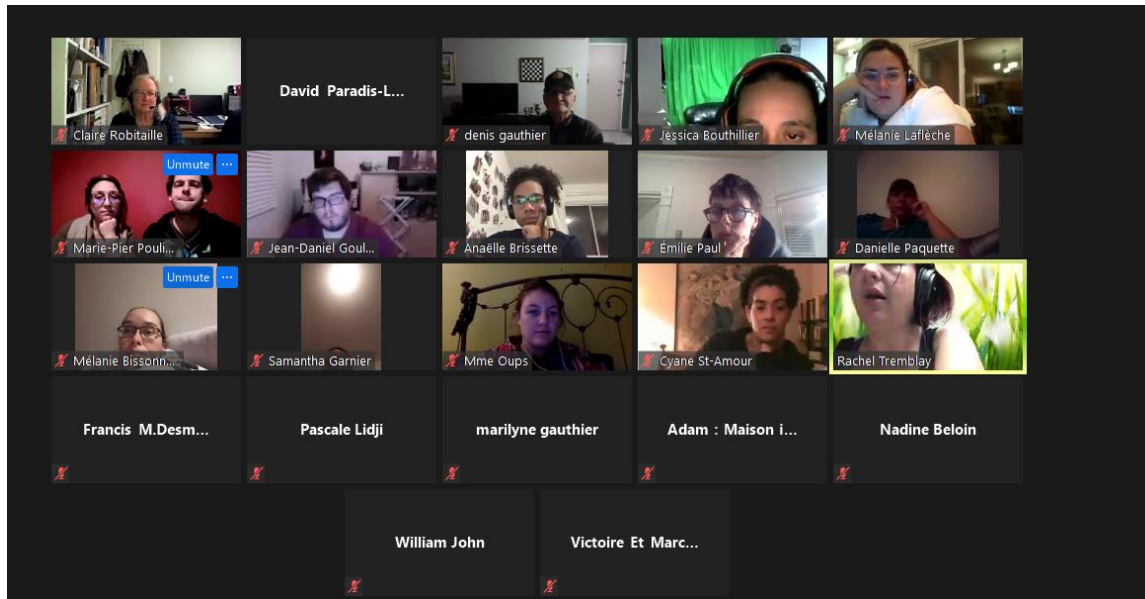 Claire Robitaille
David Paradis-L...
denis gauthier
Jessica Bouthillier
Mélanie Laflèche
Unmute ...
Marie-Pier Pouli...
Jean-Daniel Goul...
Anaëlle Brissette
Émilie Paul
Danielle Paquette
Unmute ...
Mélanie Bissonn...
Samantha Garnier
Mme Oups
Cyane St-Amour
Rachel Tremblay
Francis M.Desm...
Pascale Lidji
marilyne gauthier
Adam : Maison i...
Nadine Beloin
William John
Victoire Et Marc...